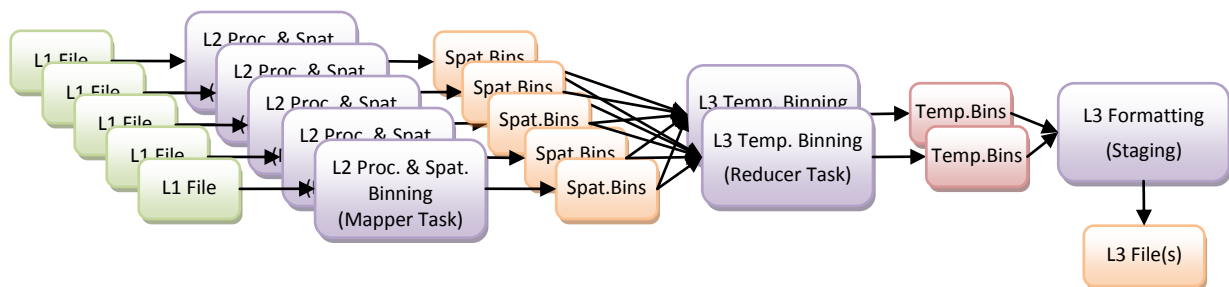 L1 File
L1 File
L1 File
L1 File
L1 File
L2 Proc. & Spat.
L2 Proc. & Spat.
(
L2 Proc. & Spat.
(
L2 Proc. & Spat.
(
L2 Proc. & Spat.
(
Binning
(Mapper Task)
Spat.Bins
Spat.Bins
Spat.Bins
Spat.Bins
Spat.Bins
L3 Temp. Binning
L3 Temp. Binning
(Reducer Task)
Temp.Bins
Temp.Bins
L3 Formatting
(Staging)
L3 File(s)